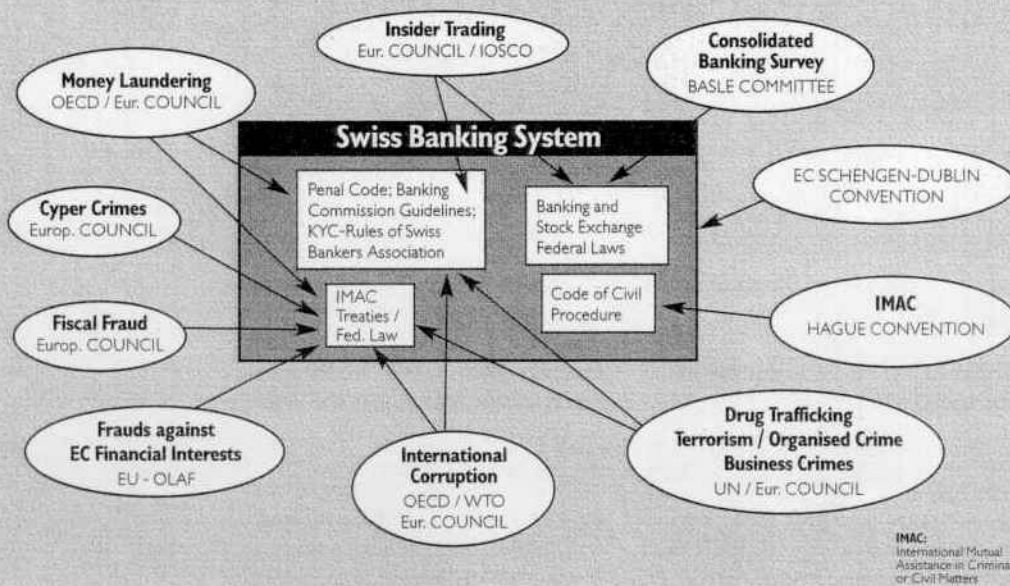 Insider Trading
Eur. COUNCIL / IOSCO
Consolidated
Banking Survey
BASLE COMMITTEE
Money Laundering
OECD / Eur. COUNCIL
Swiss Banking System
Penal Code; Banking
Commission Guidelines;
KYC-Rules of Swiss
Bankers Association
Banking and
Stock Exchange
Federal Laws
EC SCHENGEN-DUBLIN
CONVENTION
Cyper Crimes
Europ. COUNCIL
IMAC
Treaties /
Fed. Law
Code of Civil
Procedure
IMAC
HAGUE CONVENTION
Fiscal Fraud
Europ. COUNCIL
Frauds against
EC Financial Interests
EU - OLAF
International
Corruption
OECD / WTO
Eur. COUNCIL
Drug Trafficking
Terrorism / Organised Crime
Business Crimes
UN / Eur. COUNCIL
IMAC:
International Mutual
Assistance in Crimina
or Civil Matters